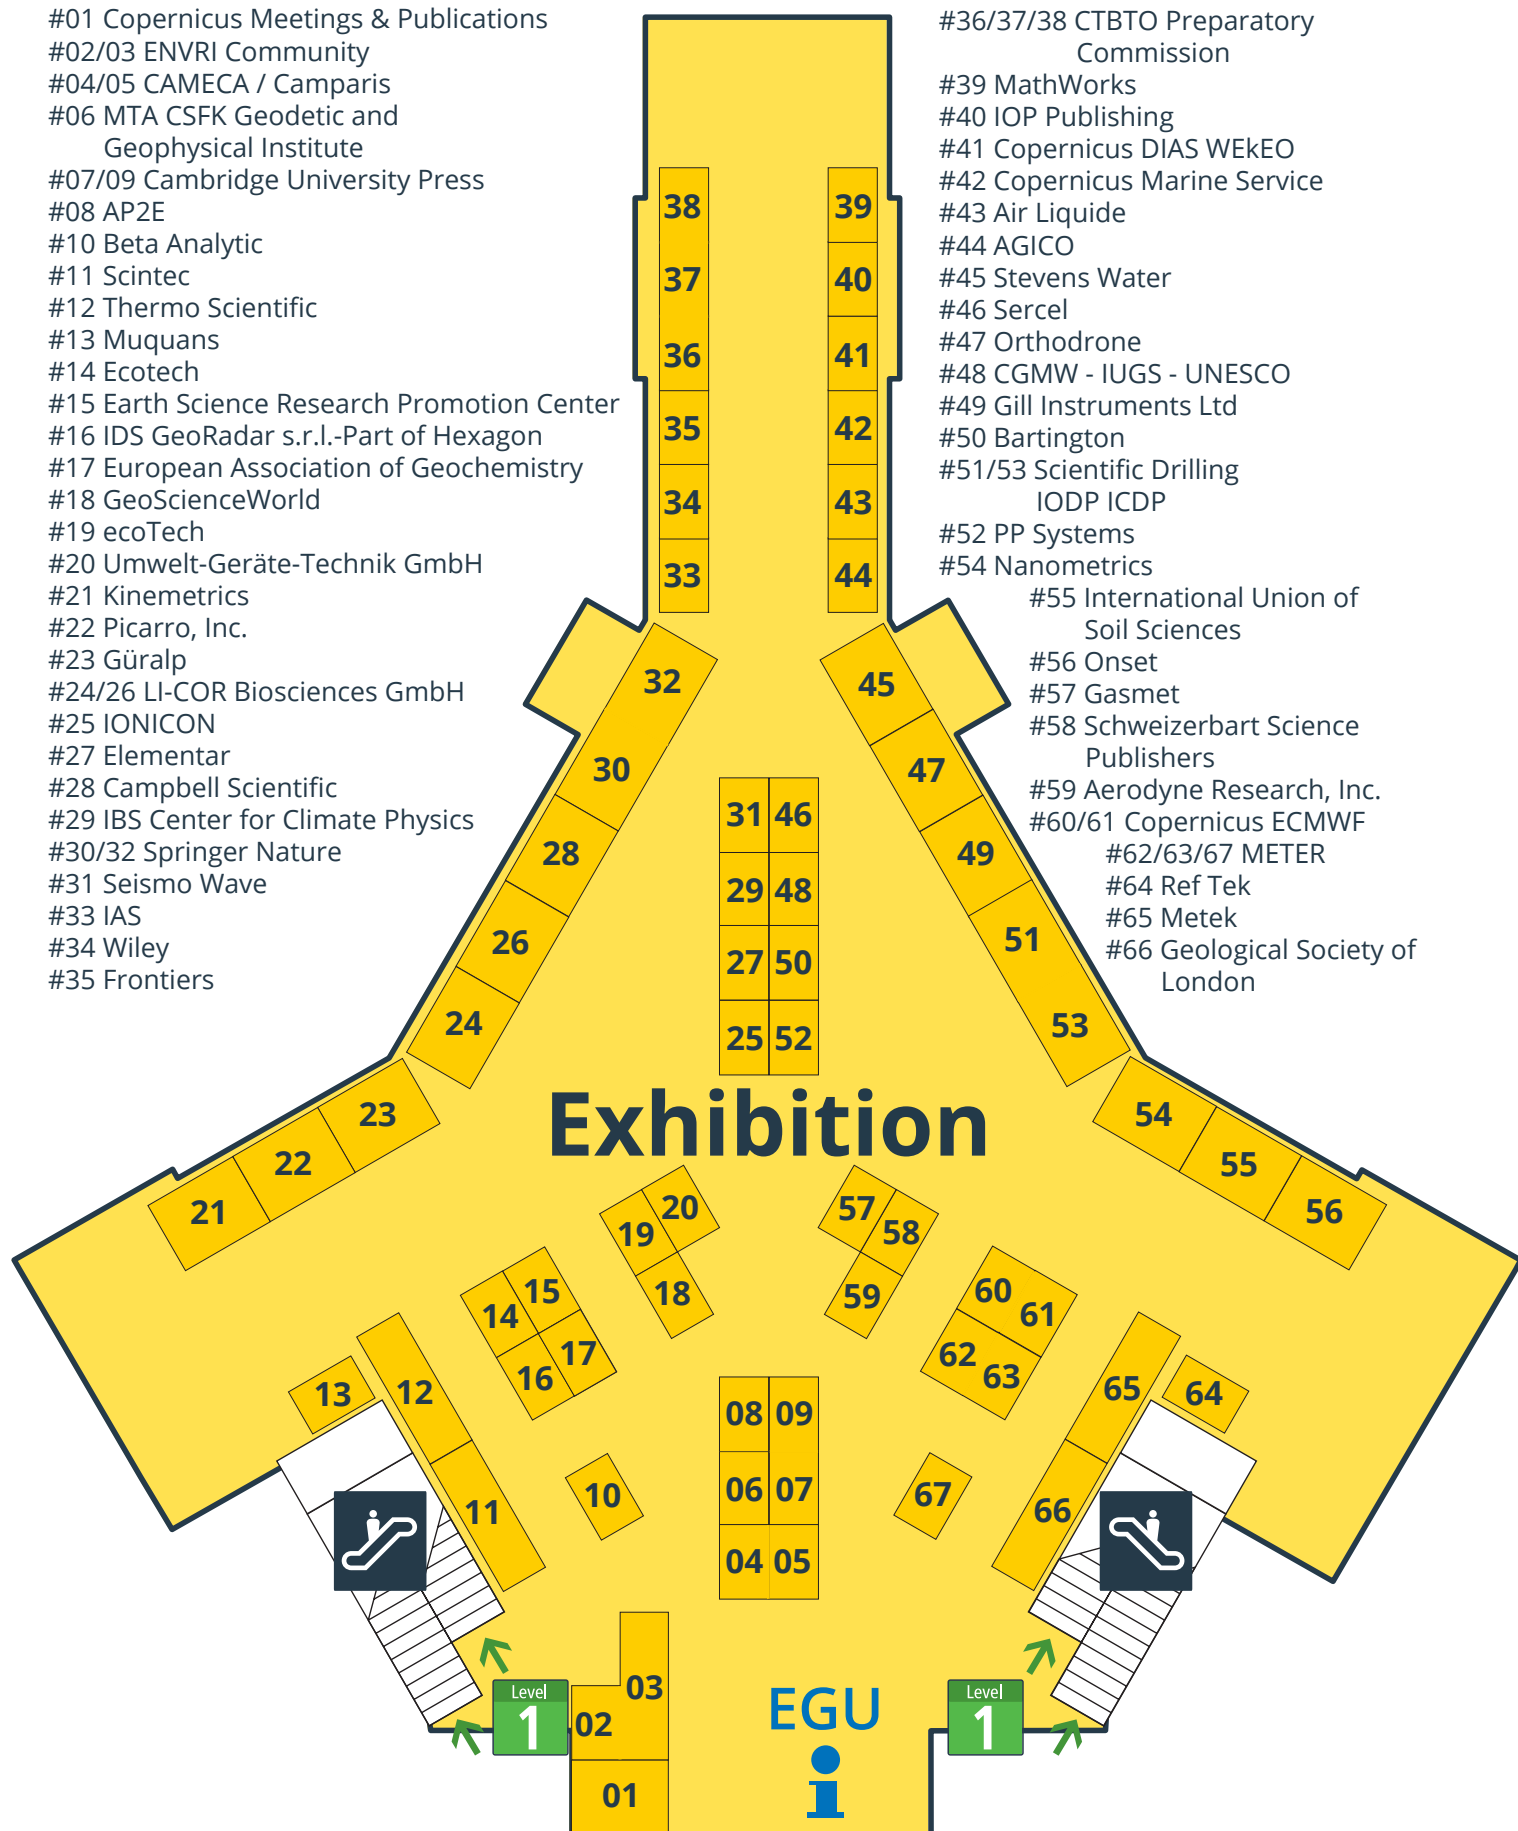 #01 Copernicus Meetings & Publications
#02/03 ENVRI Community
#04/05 CAMECA / Camparis
#06 MTA CSFK Geodetic and
Geophysical Institute
#07/09 Cambridge University Press
#08 AP2E
#10 Beta Analytic
#11 Scintec
#12 Thermo Scientific
#13 Muquans
#14 Ecotech
#15 Earth Science Research Promotion Center
#16 IDS GeoRadar s.r.l.-Part of Hexagon
#17 European Association of Geochemistry
#18 GeoScienceWorld
#19 ecoTech
#20 Umwelt-Geräte-Technik GmbH
#21 Kinemetrics
#22 Picarro, Inc.
#23 Güralp
#24/26 LI-COR Biosciences GmbH
#25 IONICON
#27 Elementar
#28 Campbell Scientific
#29 IBS Center for Climate Physics
#30/32 Springer Nature
#31 Seismo Wave
#33 IAS
#34 Wiley
#35 Frontiers
#36/37/38 CTBTO Preparatory
Commission
#39 MathWorks
#40 IOP Publishing
#41 Copernicus DIAS WEkEO
#42 Copernicus Marine Service
#43 Air Liquide
#44 AGICO
#45 Stevens Water
#46 Sercel
#47 Orthodrone
#48 CGMW - IUGS - UNESCO
#49 Gill Instruments Ltd
#50 Bartington
#51/53 Scientific Drilling
IODP ICDP
#52 PP Systems
#54 Nanometrics
#55 International Union of
Soil Sciences
#56 Onset
#57 Gasmet
#58 Schweizerbart Science
Publishers
#59 Aerodyne Research, Inc.
#60/61 Copernicus ECMWF
#62/63/67 METER
#64 Ref Tek
#65 Metek
#66 Geological Society of
London
38
39
37
40
36
41
35
42
34
43
33
44
32
45
30
47
31 46
28
49
29 48
26
51
27 50
24
53
25 52
Exhibition
23
54
22
55
21
56
20
19
57
58
18
59
15
14
17
16
60
61
62
63
13
12
65
64
08 09
10
06 07
67
11
66
04 05
03
02
01
Level
1
EGU
i
Level
1